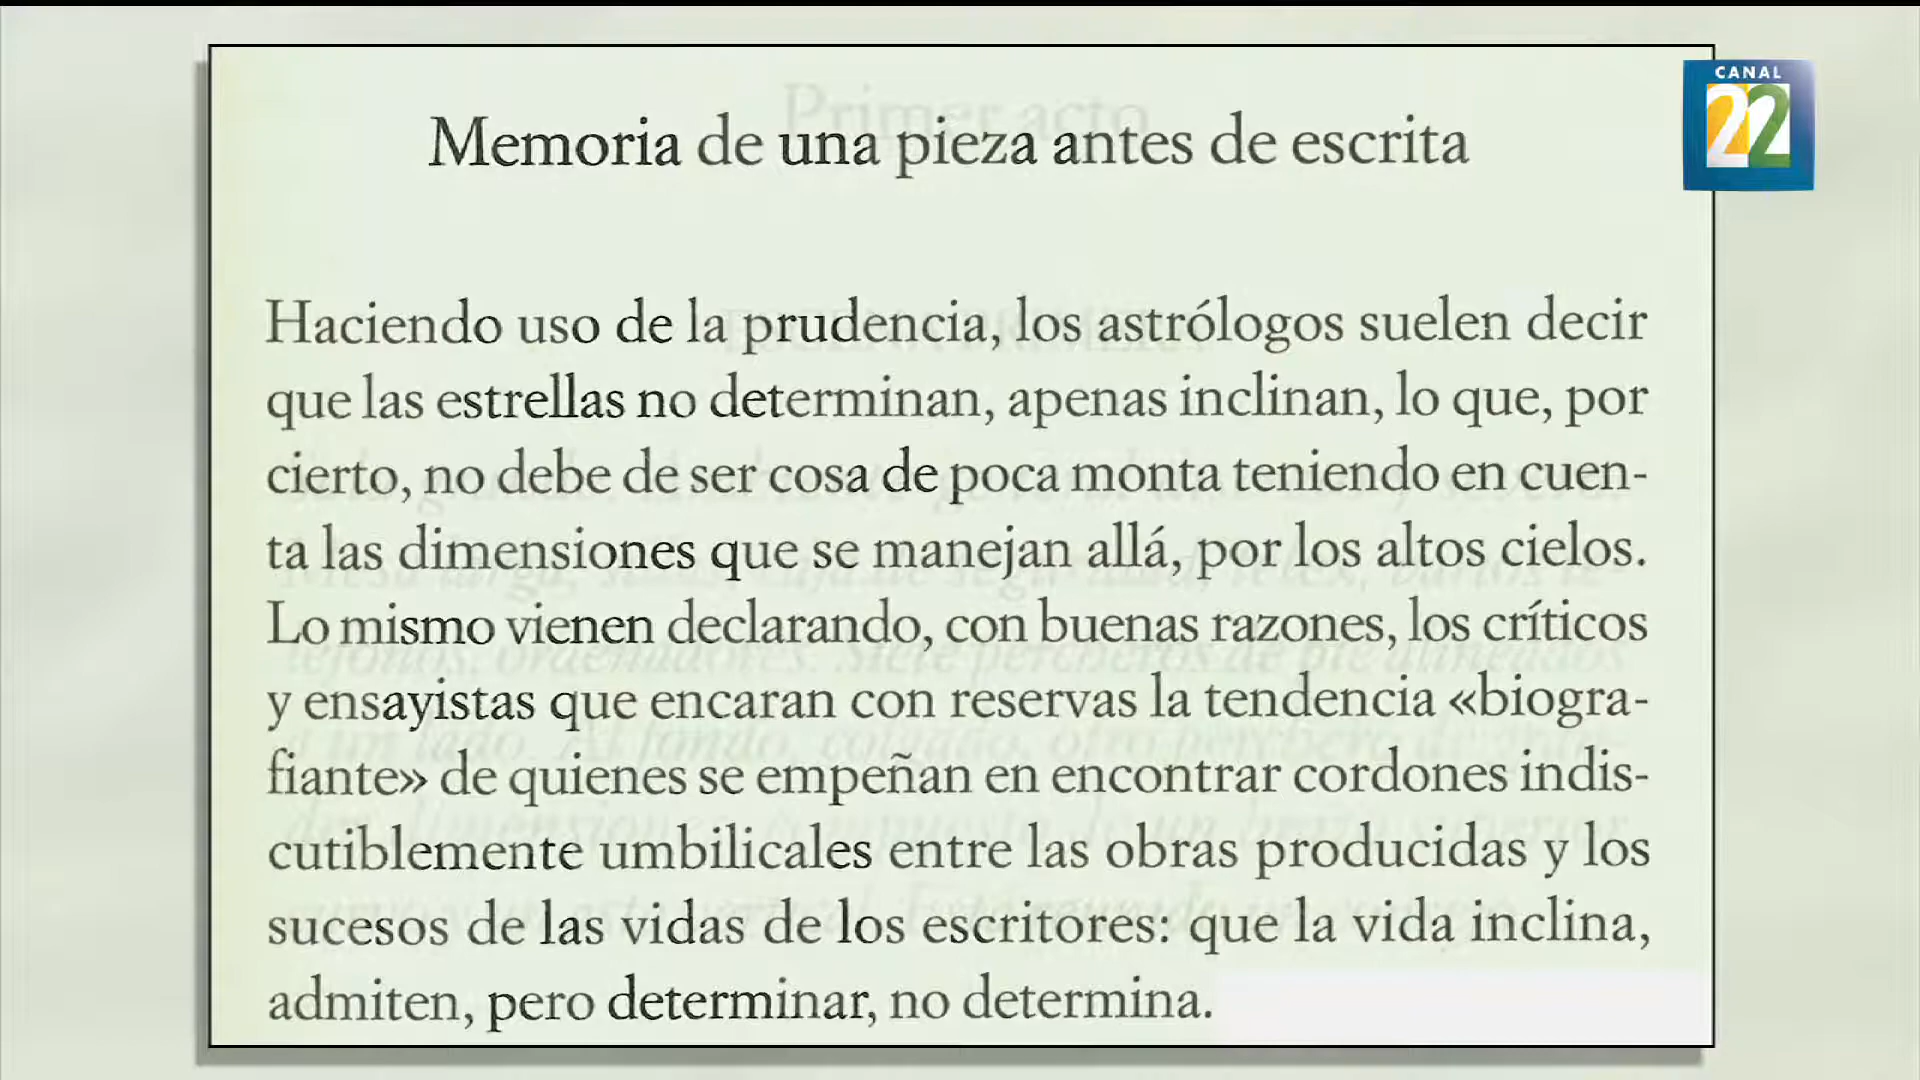 CANAL
22
Memoria de una pieza antes de escrita
Haciendo uso de la prudencia, los astrólogos suelen decir
que las estrellas no determinan, apenas inclinan, lo que, por
cierto, no debe de ser cosa de poca monta teniendo en cuen-
ta las dimensiones que se manejan allá, por los altos cielos.
Lo mismo vienen declarando, con buenas razones, los críticos
y ensayistas que encaran con reservas la tendencia «biogra-
fiante» de quienes se empeñan en encontrar cordones indis-
cutiblemente umbilicales entre las obras producidas y los
sucesos de las vidas de los escritores: que la vida inclina,
admiten, pero determinar, no determina.
Primer acto